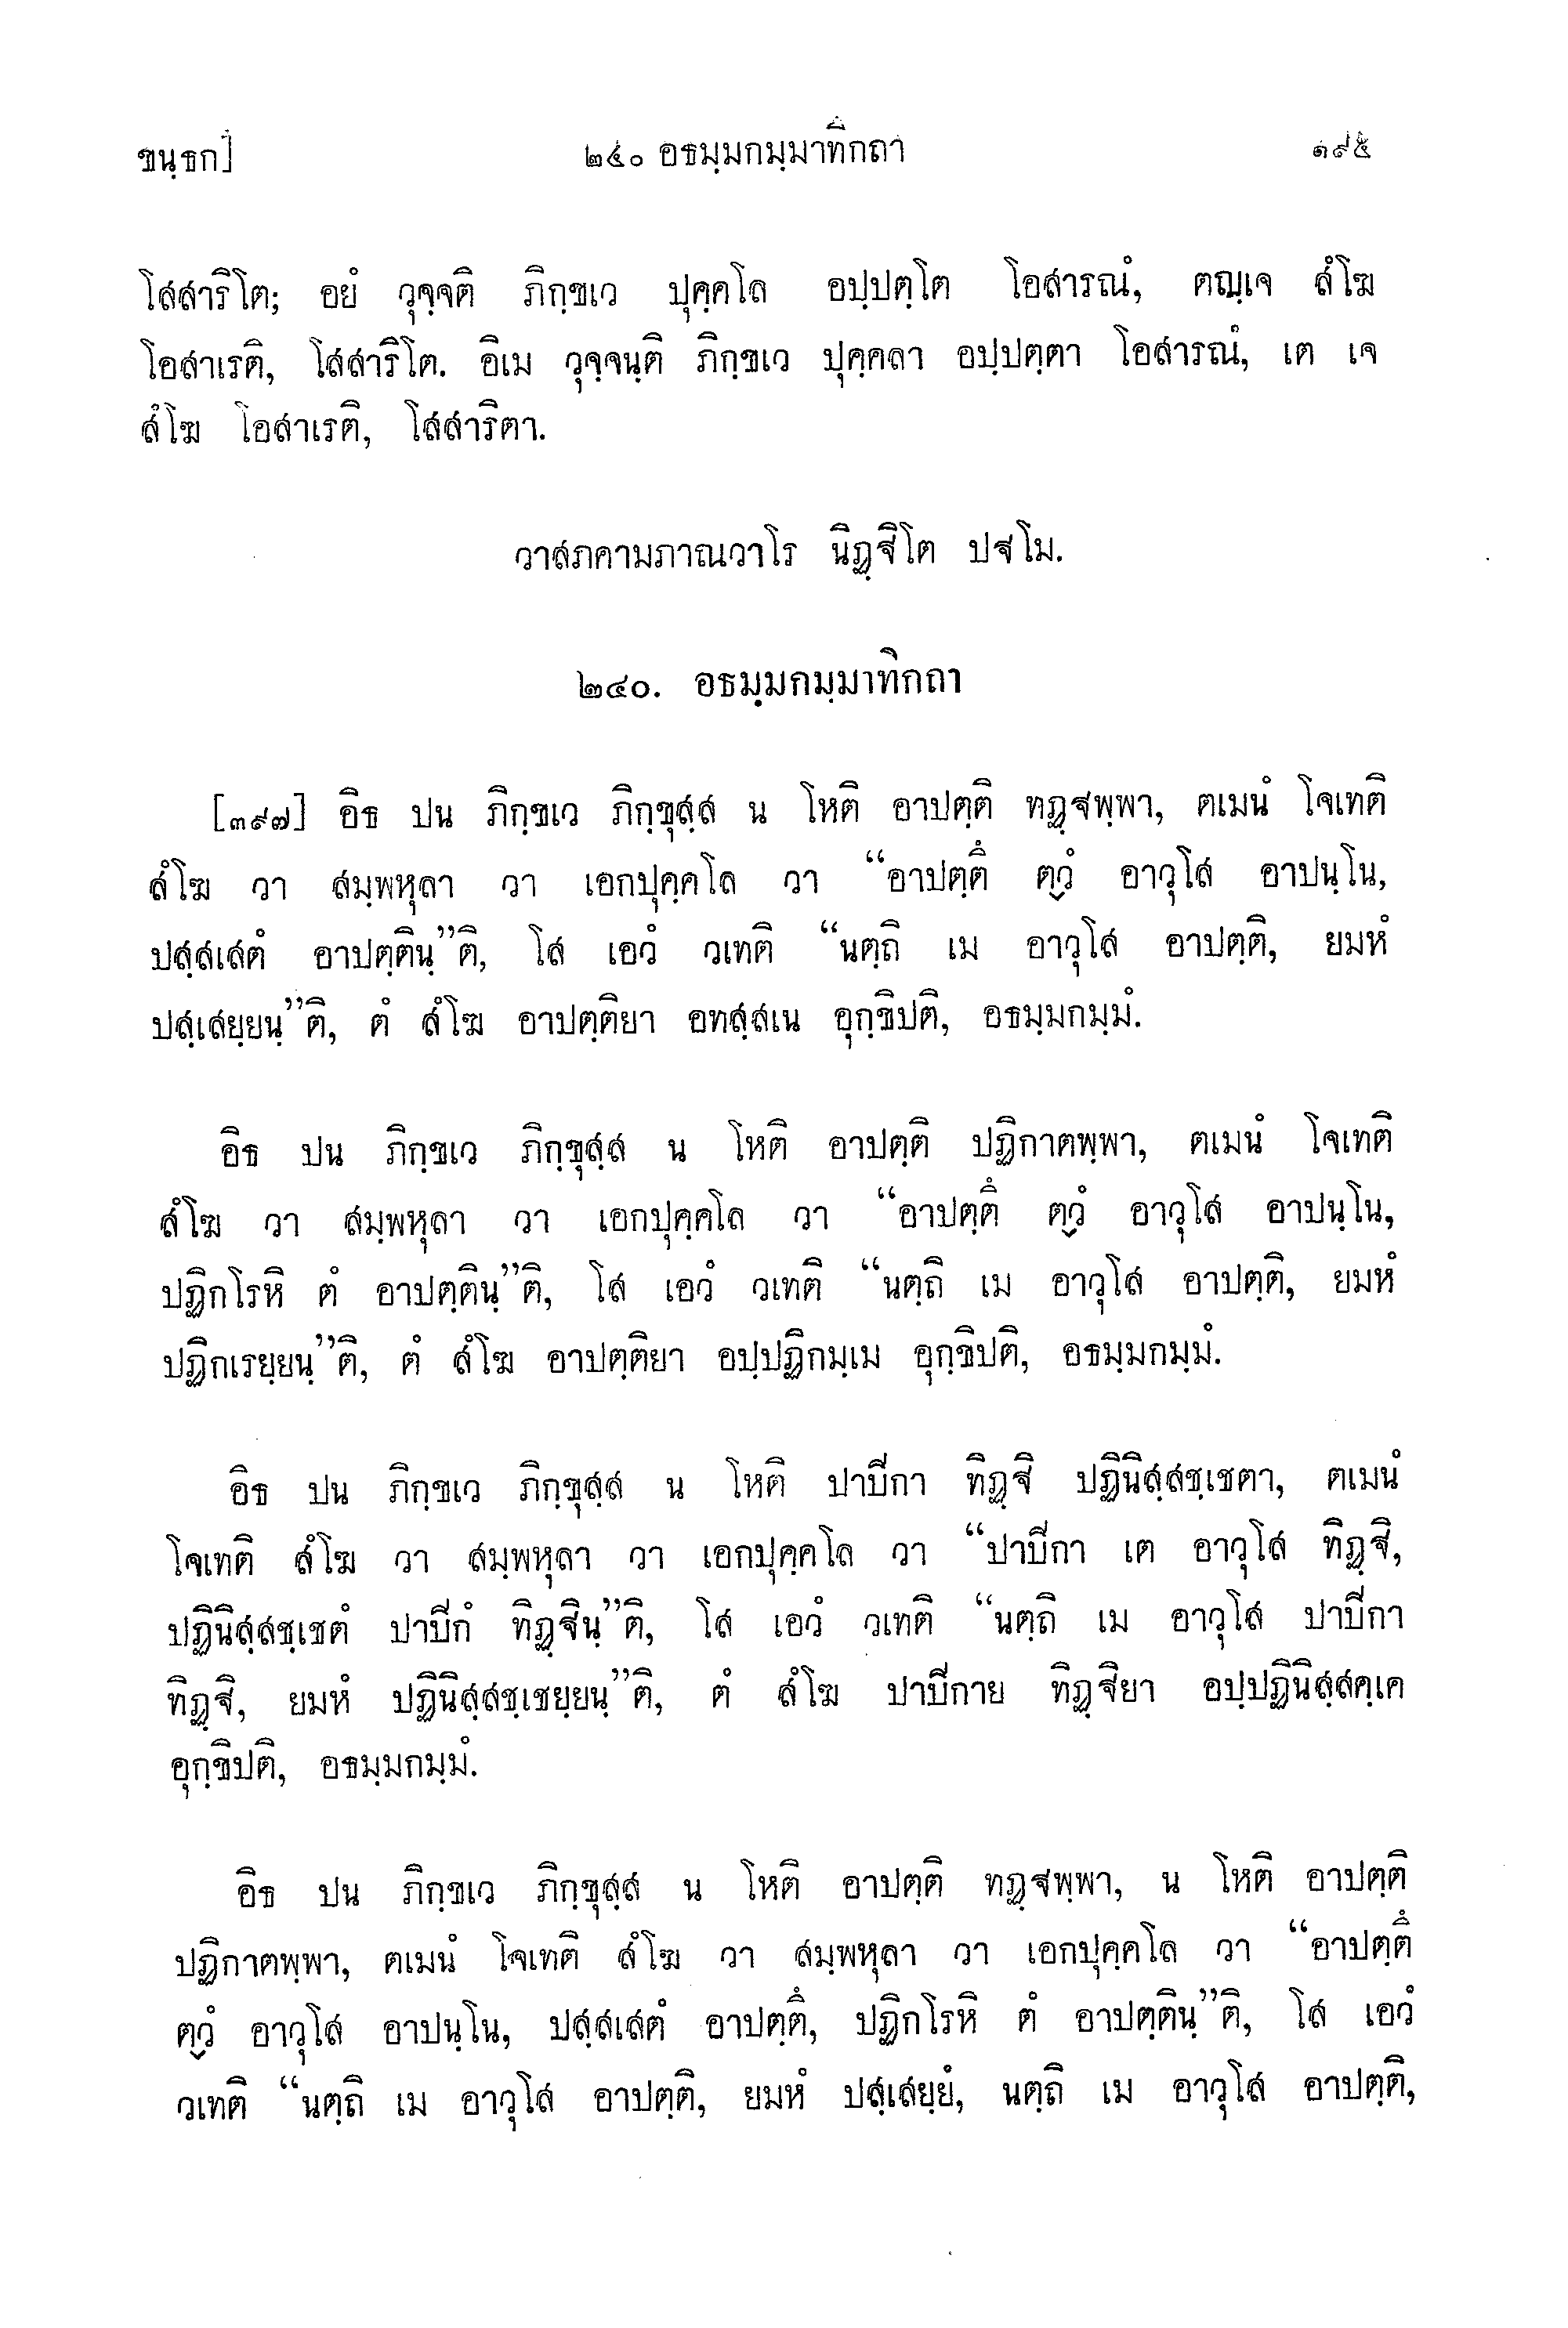 ขนฺธก]
๒๔๐ อธมฺมกมฺมาทิกถา
๑๙๕
โสสาริโต; อยํ วุจฺจติ ภิกฺขเว ปุคฺคโล อปฺปตฺโต โอสารณํ, ตญฺเจ สํโฆ
โอสาเรติ, โสสาริโต. อิเม วุจฺจนฺติ ภิกฺขเว ปุคฺคลา อปฺปตฺตา โอสารณํ, เต เจ
สํโฆ โอสาเรติ, โสสาริตา.
วาสภคามภาณวาโร นิฏฺฐิโต ปฐโม.
๒๔๐. อธมฺมกมฺมาทิกถา
[๓๙๗] อิธ ปน ภิกฺขเว ภิกฺขุสฺส น โหติ อาปตฺติ ทฏฺฐพฺพา, ตเมนํ โจเทติ
สํโฆ วา สมฺพหุลา วา เอกปุคฺคโล วา “อาปตฺตึ ตฺวํ อาวุโส อาปนฺโน,
ปสฺสเสตํ อาปตฺตินฺ”ติ, โส เอวํ วเทติ “นตฺถิ เม อาวุโส อาปตฺติ, ยมหํ
ปสฺเสยฺยนฺ”ติ, ตํ สํโฆ อาปตฺติยา อทสฺสเน อุกฺขิปติ, อธมฺมกมฺมํ.
อิธ ปน ภิกฺขเว ภิกฺขุสฺส น โหติ อาปตฺติ ปฏิกาตพฺพา, ตเมนํ โจเทติ
สํโฆ วา สมฺพหุลา วา เอกปุคฺคโล วา “อาปตฺตึ ตฺวํ อาวุโส อาปนฺโน,
ปฏิกโรหิ ตํ อาปตฺตินฺ”ติ, โส เอวํ วเทติ “นตฺถิ เม อาวุโส อาปตฺติ, ยมหํ
ปฏิกเรยฺยนฺ”ติ, ตํ สํโฆ อาปตฺติยา อปฺปฏิกมฺเม อุกฺขิปติ, อธมฺมกมฺมํ.
อิธ ปน ภิกฺขเว ภิกฺขุสฺส น โหติ ปาปิกา ทิฏฺฐิ ปฏินิสฺสชฺเชตา, ตเมนํ
โจเทติ สํโฆ วา สมฺพหุลา วา เอกปุคฺคโล วา “ปาปิกา เต อาวุโส ทิฏฺฐิ,
ปฏินิสฺสชฺเชตํ ปาปิกํ ทิฏฺฐินฺ”ติ, โส เอวํ วเทติ “นตฺถิ เม อาวุโส ปาปิกา
ทิฏฺฐิ, ยมหํ ปฏินิสฺสชฺเชยฺยนฺ”ติ, ตํ สํโฆ ปาปิกาย ทิฏฺฐิยา อปฺปฏินิสฺสคฺเค
อุกฺขิปติ, อธมฺมกมฺมํ.
อิธ ปน ภิกฺขเว ภิกฺขุสฺส น โหติ อาปตฺติ ทฏฺฐพฺพา, น โหติ อาปตฺติ
ปฏิกาตพฺพา, ตเมนํ โจเทติ สํโฆ วา สมฺพหุลา วา เอกปุคฺคโล วา “อาปตฺตึ
ตฺวํ อาวุโส อาปนฺโน, ปสฺสเสตํ อาปตฺตึ, ปฏิกโรหิ ตํ อาปตฺตินฺ”ติ, โส เอวํ
วเทติ “นตฺถิ เม อาวุโส อาปตฺติ, ยมหํ ปสฺเสยฺยํ, นตฺถิ เม อาวุโส อาปตฺติ,